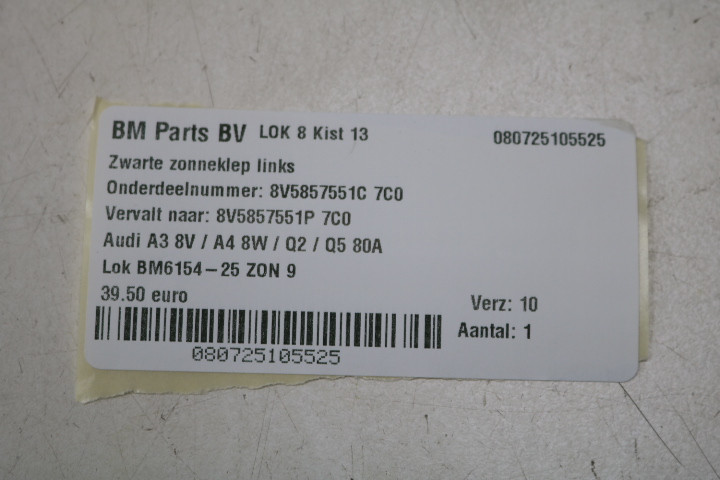 BM Parts BV LOK 8 Kist 13 080725105525
Zwarte zonneklep links
Onderdeelnummer: 8V5857551C 7C0
Vervalt naar: 8V5857551P 7C0
Audi A3 8V / A4 8W / Q2 / Q5 80A
Lok BM6154-25 ZON 9
39.50 euro Verz: 10
Aantal: 1
080725105525